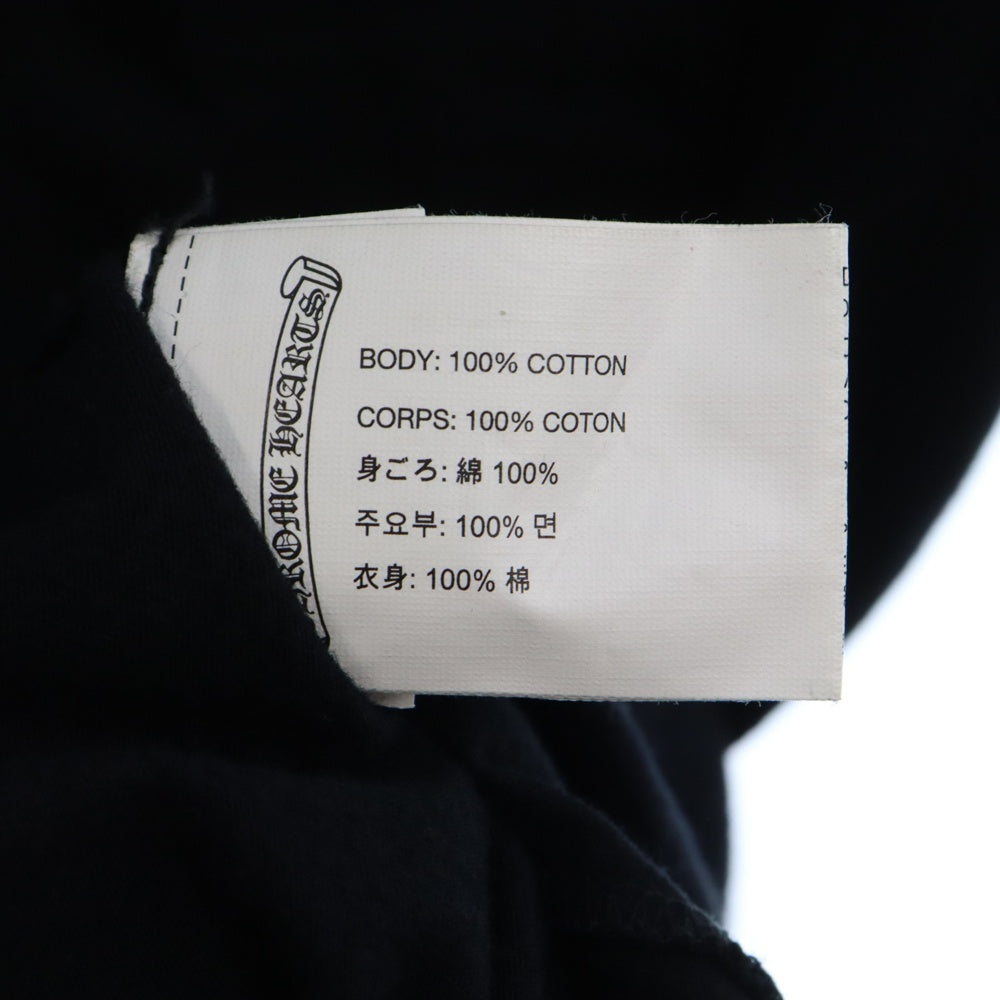 CHROME HEARTS
BODY: 100% COTTON
CORPS: 100% COTON
身ごろ: 綿 100%
주요부: 100% 면
衣身: 100% 棉